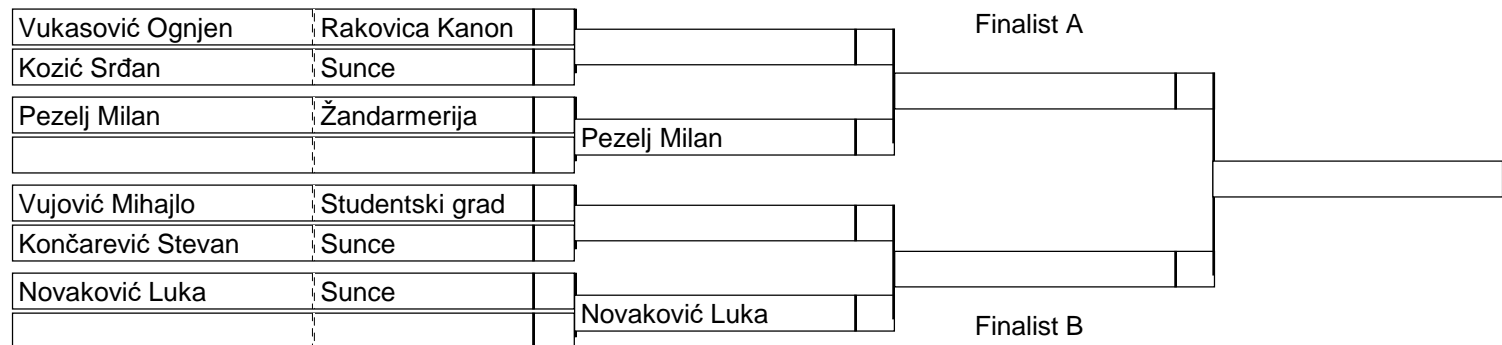 Vukasović Ognjen Rakovica Kanon
Kozić Srđan Sunce
Pezelj Milan Žandarmerija
Vujović Mihajlo Studentski grad
Končarević Stevan Sunce
Novaković Luka Sunce
Pezelj Milan
Novaković Luka
Finalist A
Finalist B